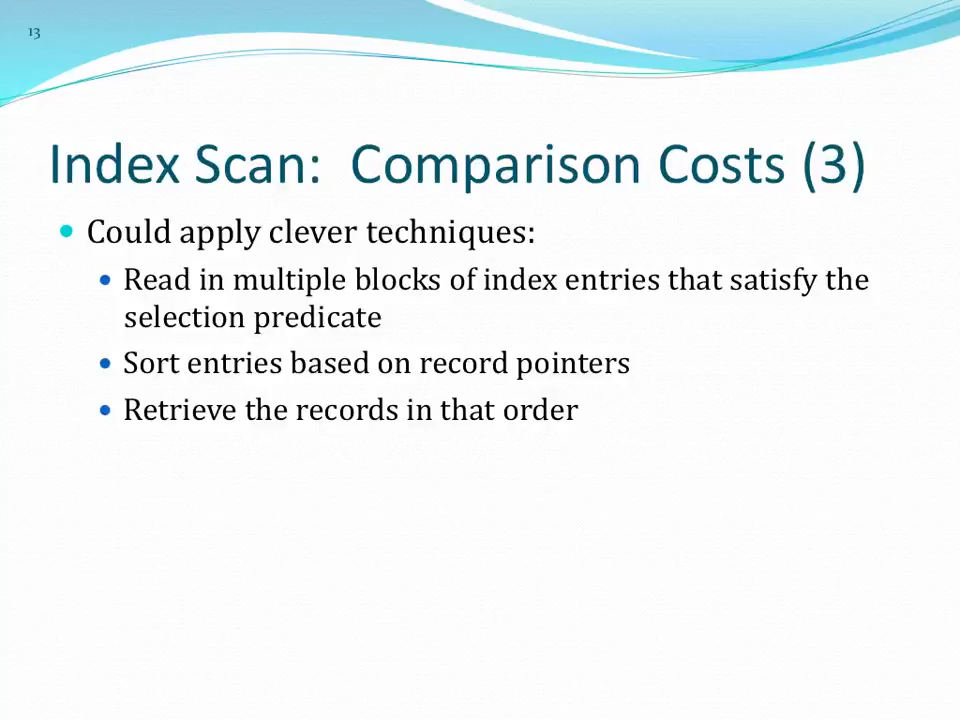 13
Index Scan: Comparison Costs (3)
Could apply clever techniques:
Read in multiple blocks of index entries that satisfy the
selection predicate
Sort entries based on record pointers
Retrieve the records in that order